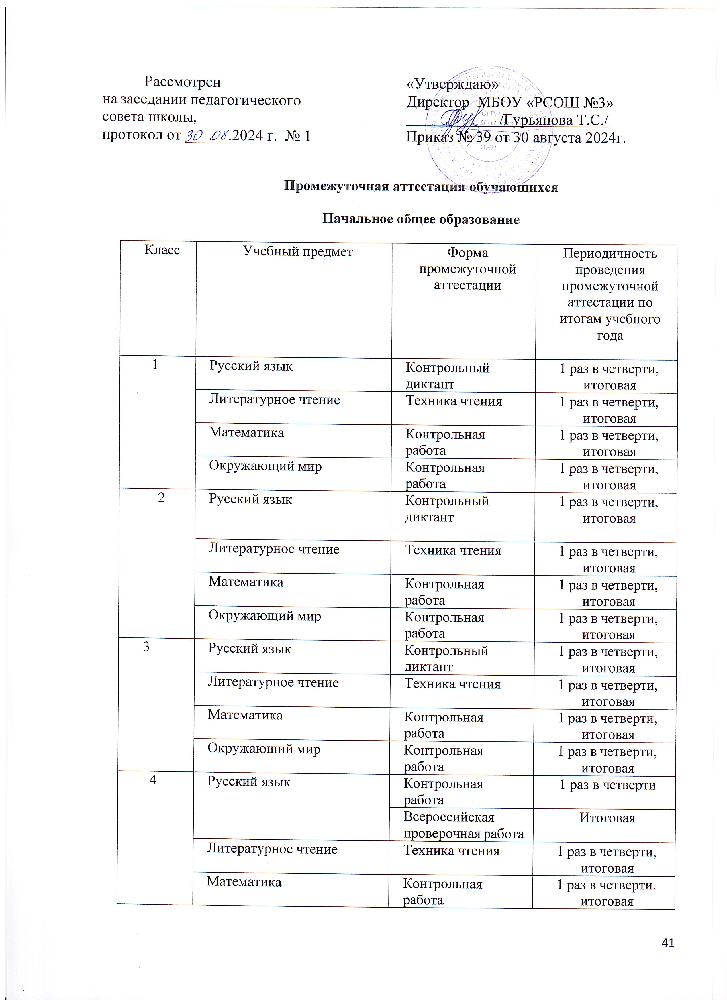 Рассмотрен
на заседании педагогического
совета школы,
протокол от 30.08.2024 г. № 1
«Утверждаю»
Директор МБОУ «РСОШ №3»
/Гурьянова Т.С./
Приказ № 39 от 30 августа 2024г.
ОГРН
ИНН
Промежуточная аттестация обучающихся
Начальное общее образование
Класс
Учебный предмет
Форма
промежуточной
аттестации
Периодичность
проведения
промежуточной
аттестации по
итогам учебного
года
1
Русский язык
Контрольный
диктант
1 раз в четверти,
итоговая
Литературное чтение
Техника чтения
1 раз в четверти,
итоговая
Математика
Контрольная
работа
1 раз в четверти,
итоговая
Окружающий мир
Контрольная
работа
1 раз в четверти,
итоговая
2
Русский язык
Контрольный
диктант
1 раз в четверти,
итоговая
Литературное чтение
Техника чтения
1 раз в четверти,
итоговая
Математика
Контрольная
работа
1 раз в четверти,
итоговая
Окружающий мир
Контрольная
работа
1 раз в четверти,
итоговая
3
Русский язык
Контрольный
диктант
1 раз в четверти,
итоговая
Литературное чтение
Техника чтения
1 раз в четверти,
итоговая
Математика
Контрольная
работа
1 раз в четверти,
итоговая
Окружающий мир
Контрольная
работа
1 раз в четверти,
итоговая
4
Русский язык
Контрольная
работа
1 раз в четверти
Всероссийская
проверочная работа
Итоговая
Литературное чтение
Техника чтения
1 раз в четверти,
итоговая
Математика
Контрольная
работа
1 раз в четверти,
итоговая
41